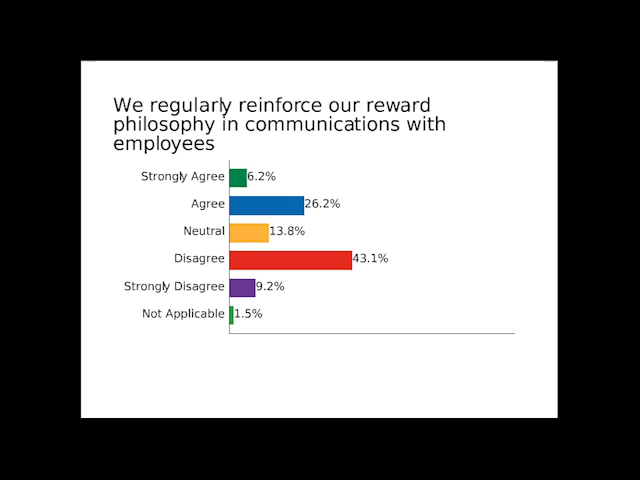 We regularly reinforce our reward
philosophy in communications with
employees
Strongly Agree 6.2%
Agree 26.2%
Neutral 13.8%
Disagree 43.1%
Strongly Disagree 9.2%
Not Applicable 1.5%